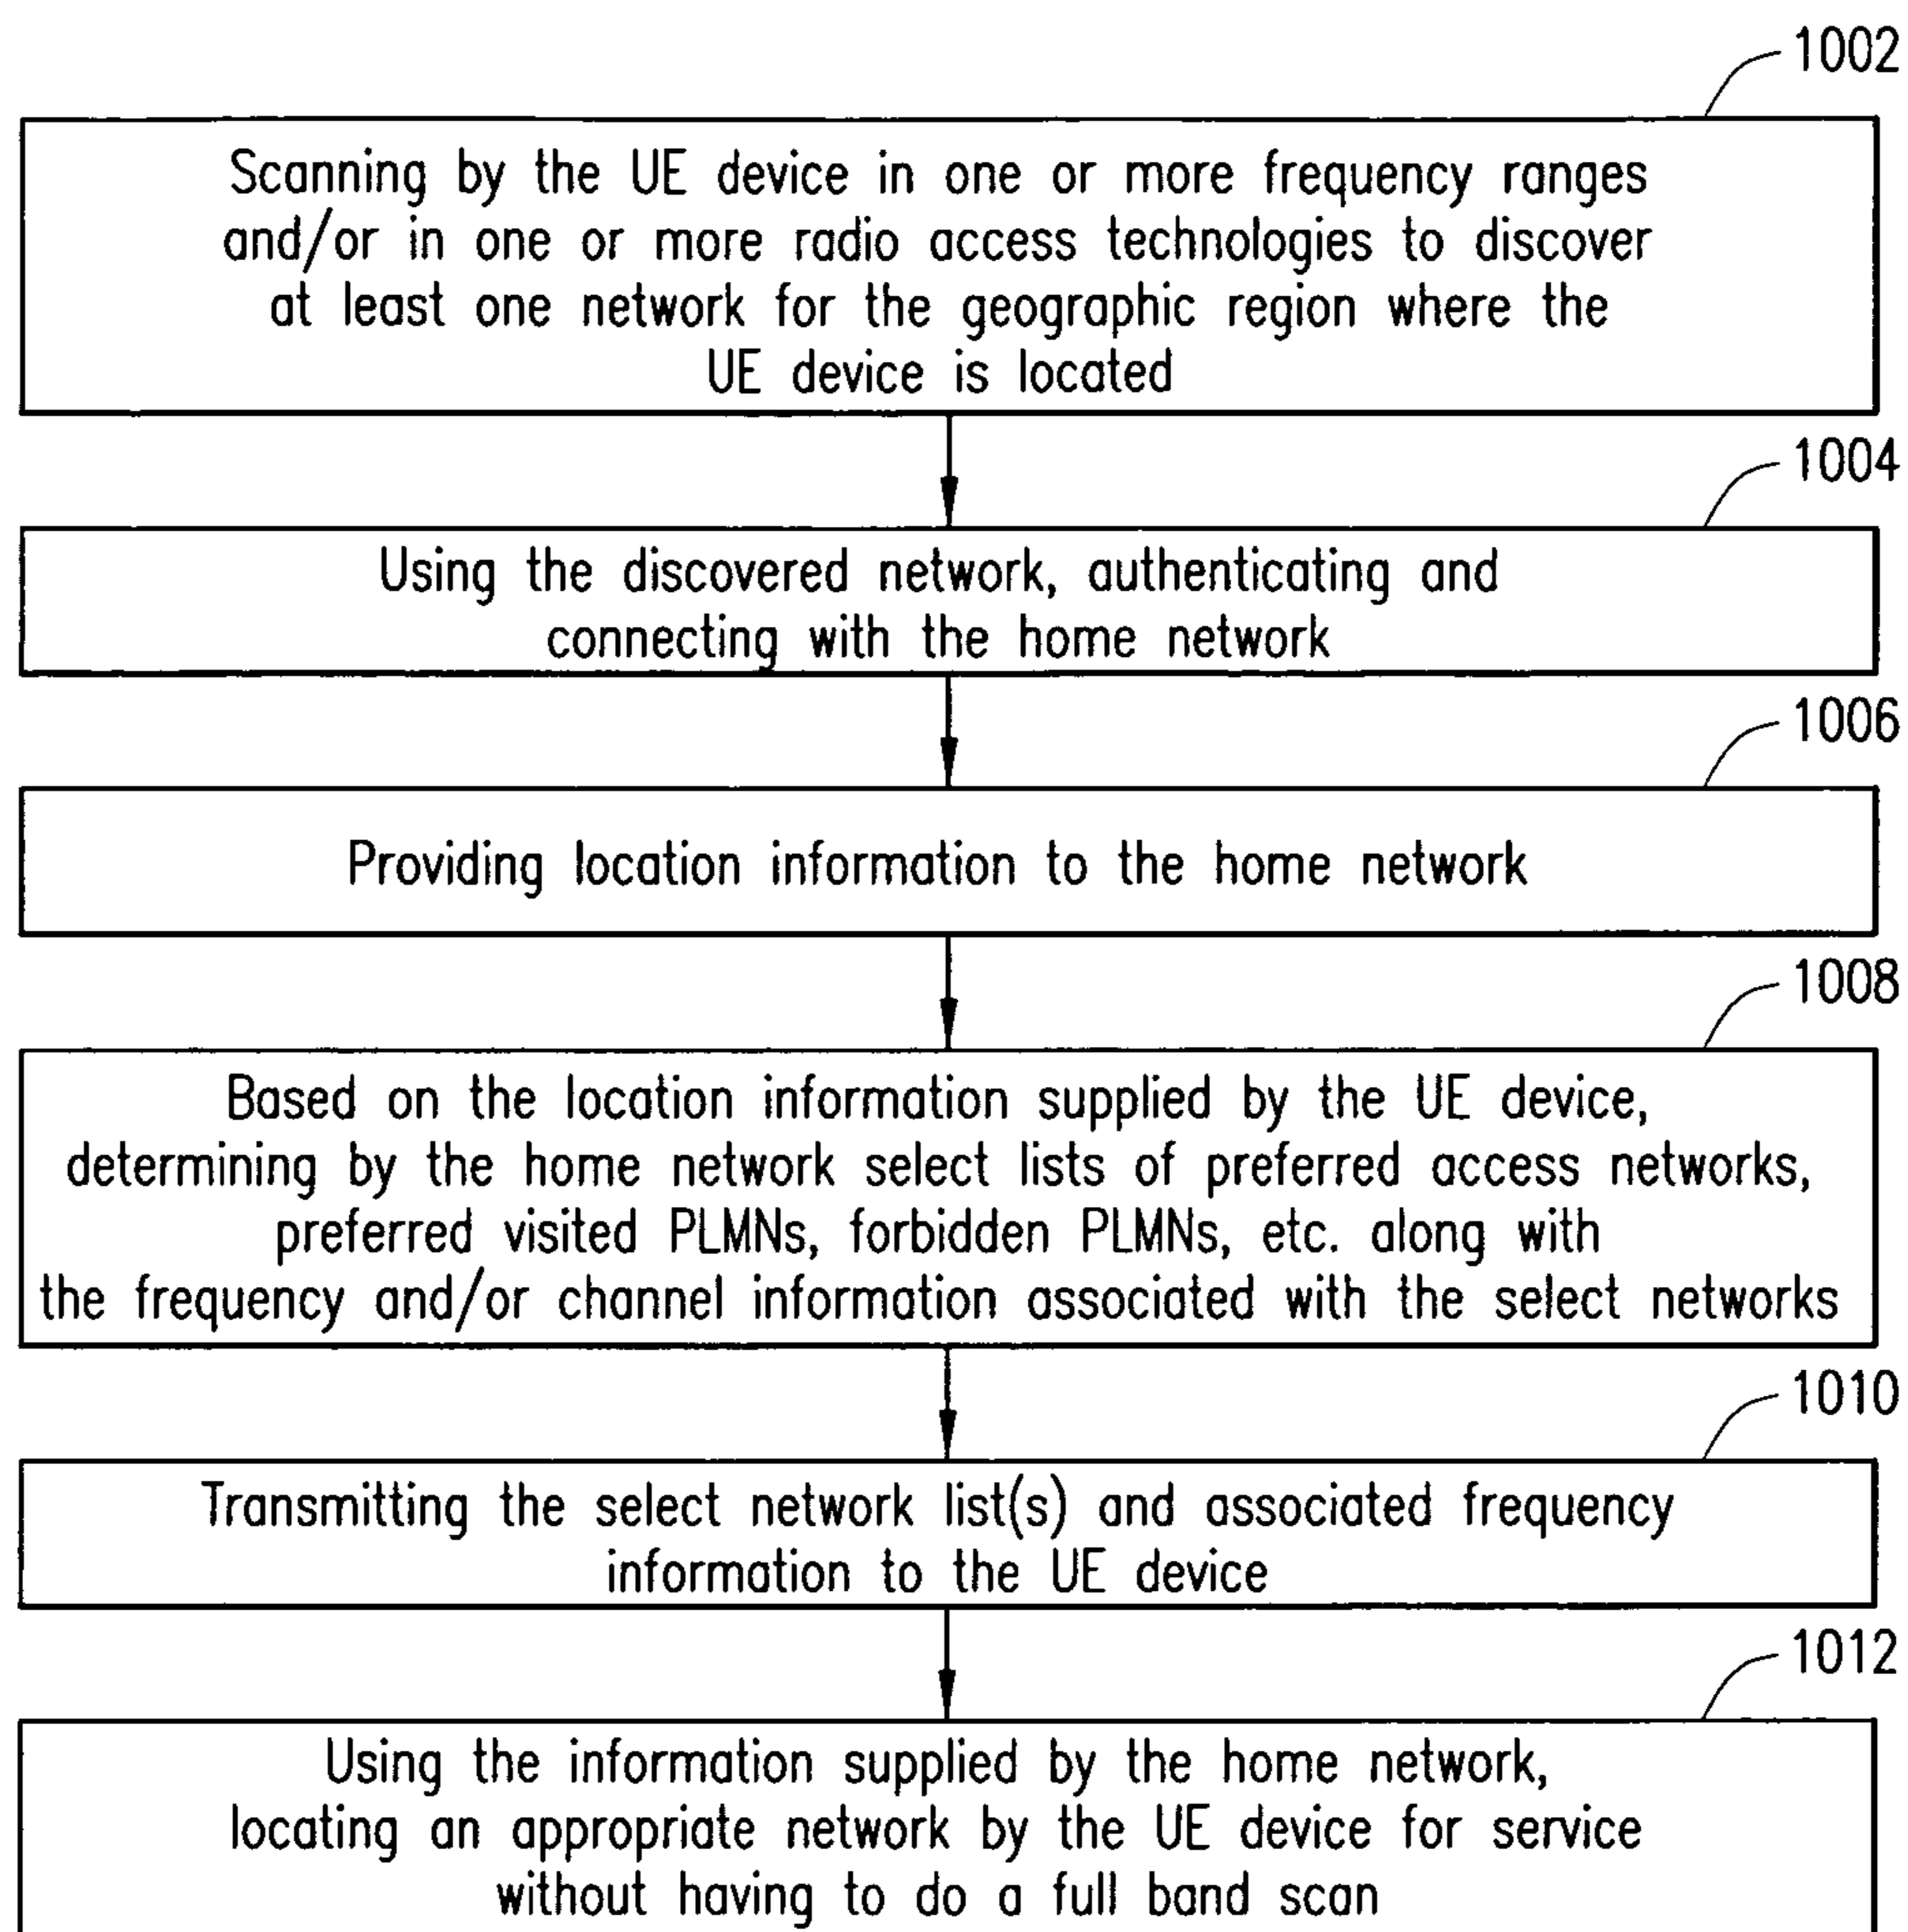 1002
Scanning by the UE device in one or more frequency ranges
and/or in one or more radio access technologies to discover
at least one network for the geographic region where the
UE device is located
1004
Using the discovered network, authenticating and
connecting with the home network
1006
Providing location information to the home network
1008
Based on the location information supplied by the UE device,
determining by the home network select lists of preferred access networks,
preferred visited PLMNs, forbidden PLMNs, etc. along with
the frequency and/or channel information associated with the select networks
1010
Transmitting the select network list(s) and associated frequency
information to the UE device
1012
Using the information supplied by the home network,
locating an appropriate network by the UE device for service
without having to do a full band scan